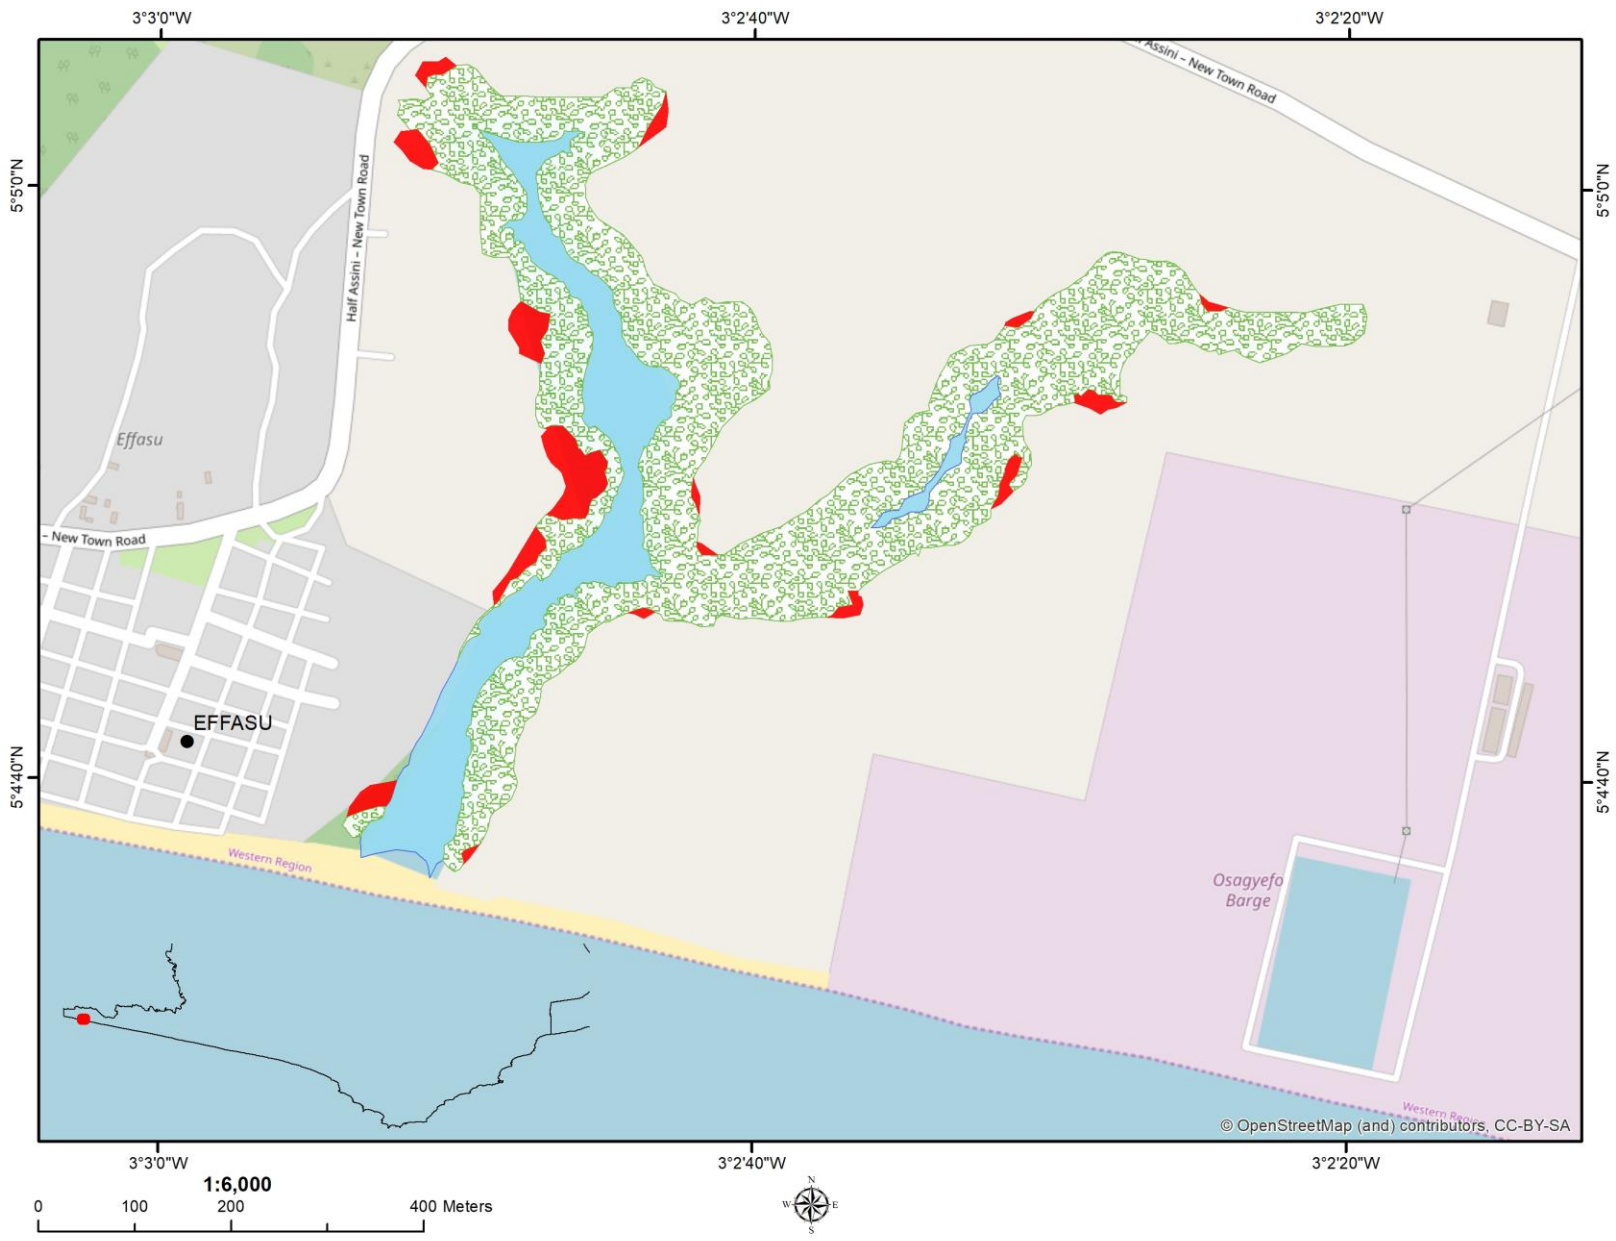 3°3'0"W
3°2'40"W
3°2'20"W
Assini – New Town Road
5°5'0"N
5°5'0"N
Half Assini – New Town Road
Effasu
– New Town Road
EFFASU
5°4'40"N
5°4'40"N
Western Region
Osagyefo
Barge
Western Region
© OpenStreetMap (and) contributors, CC-BY-SA
3°3'0"W
3°2'40"W
3°2'20"W
1:6,000
0 100 200 400 Meters
N
W E
S